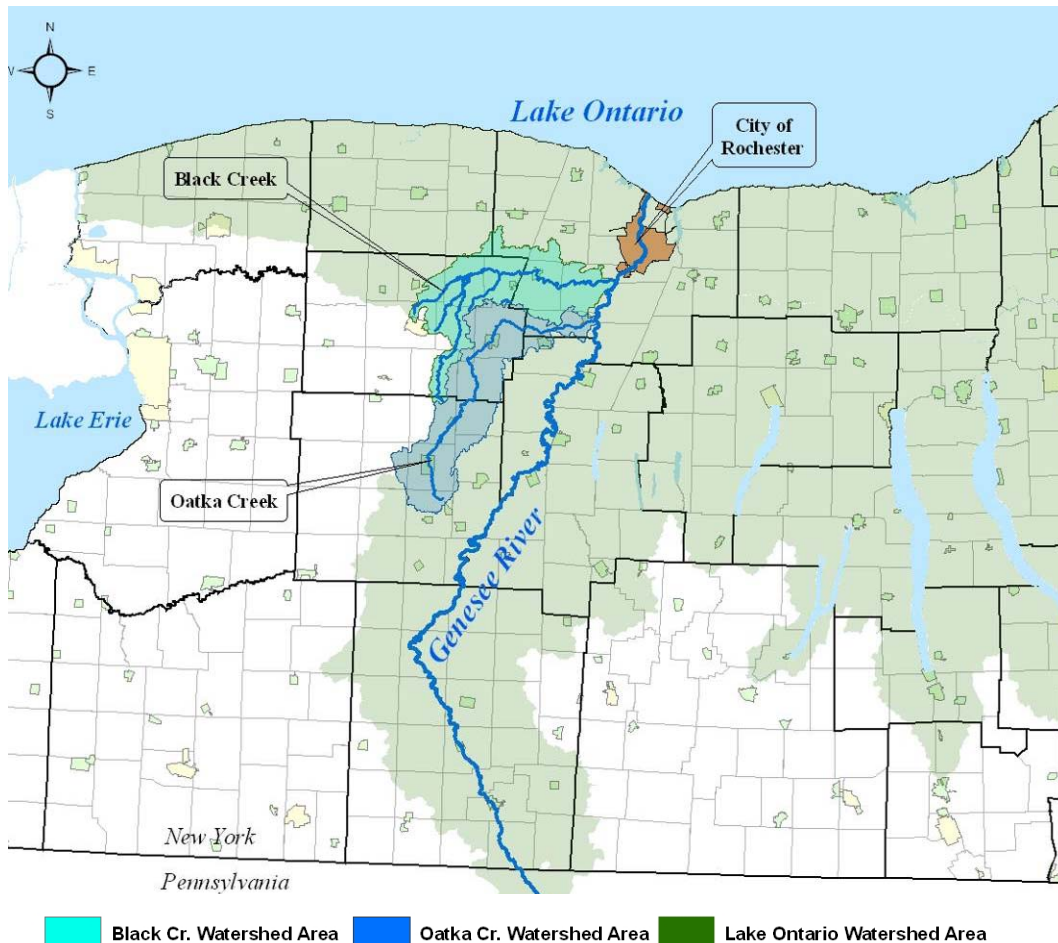 N
W
E
S
Lake Ontario
City of
Rochester
Black Creek
Lake Erie
Oatka Creek
Genesee River
New York
Pennsylvania
Black Cr. Watershed Area
Oatka Cr. Watershed Area
Lake Ontario Watershed Area